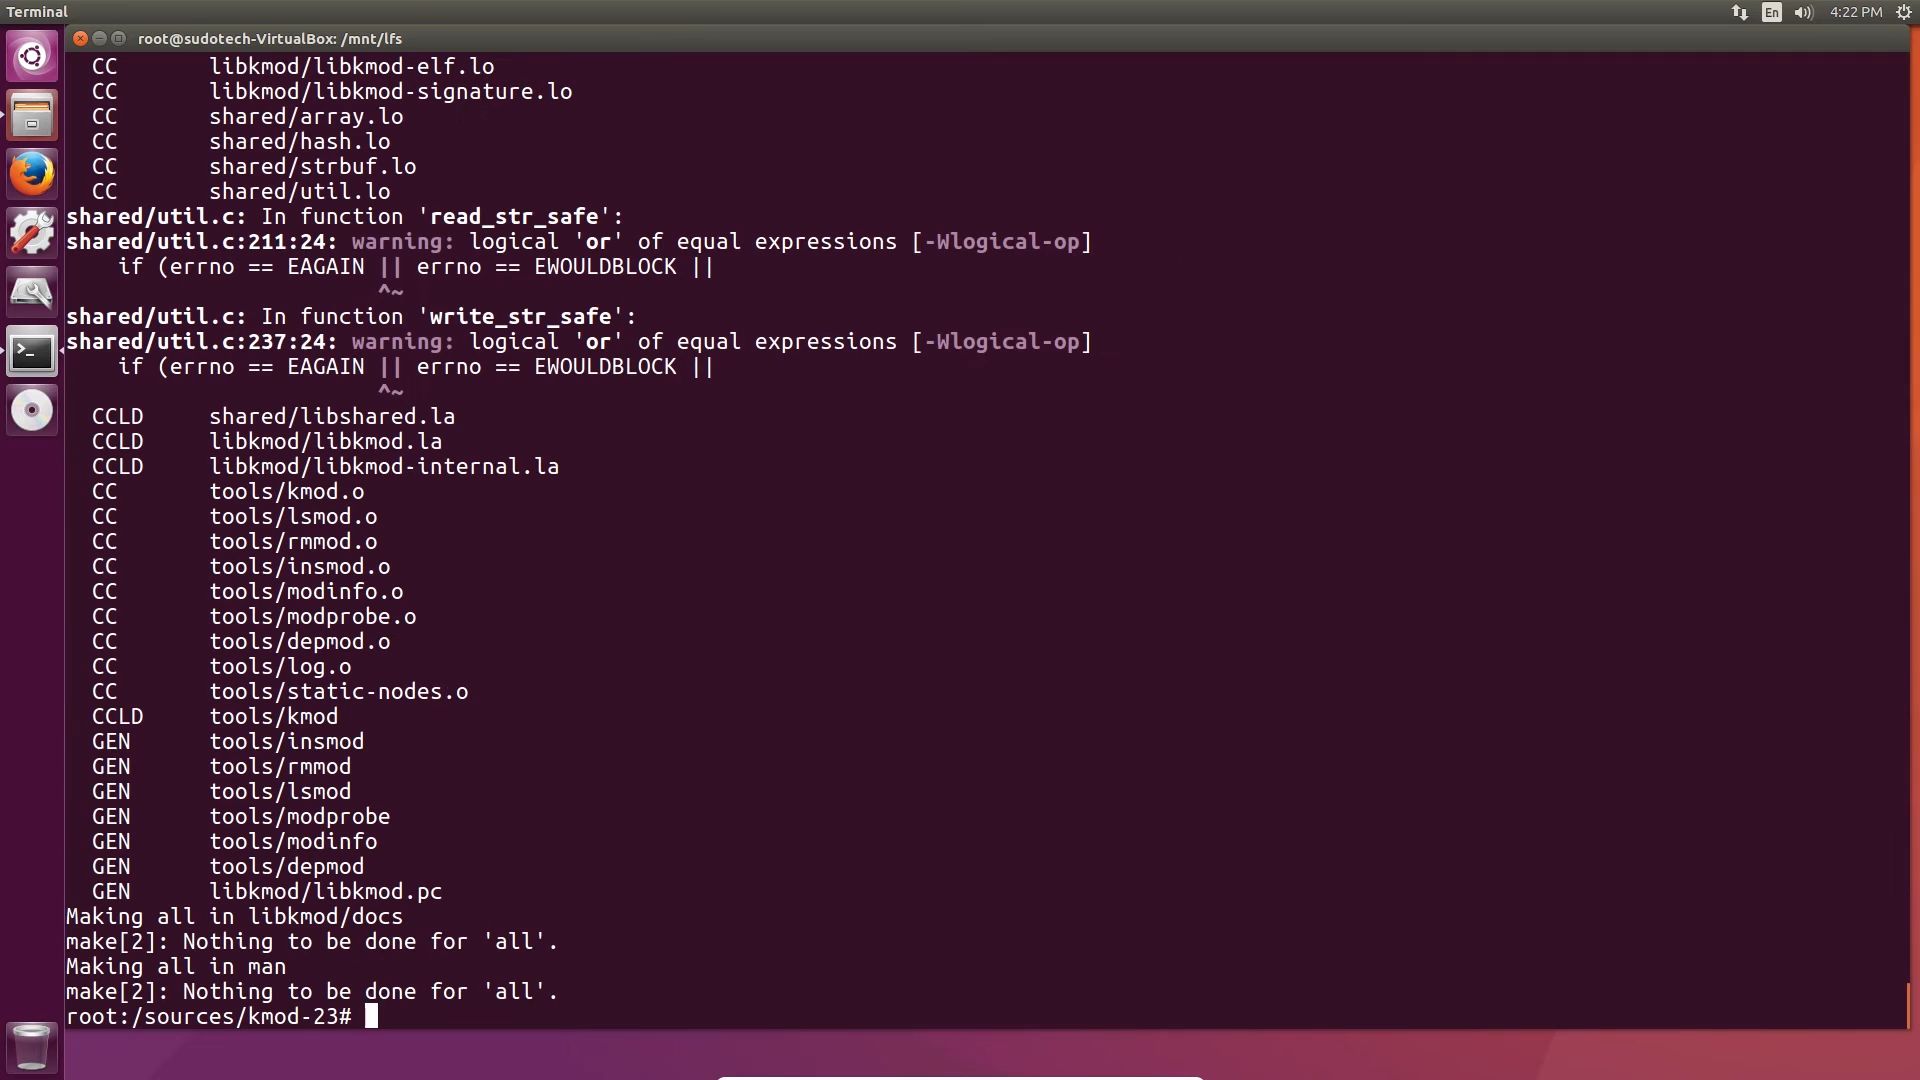 Terminal
En
4:22 PM
root@sudotech-VirtualBox: /mnt/lfs
CC libkmod/libkmod-elf.lo
CC libkmod/libkmod-signature.lo
CC shared/array.lo
CC shared/hash.lo
CC shared/strbuf.lo
CC shared/util.lo
shared/util.c: In function 'read_str_safe':
shared/util.c:211:24: warning: logical 'or' of equal expressions [-Wlogical-op]
if (errno == EAGAIN || errno == EWOULDBLOCK ||
^~
shared/util.c: In function 'write_str_safe':
shared/util.c:237:24: warning: logical 'or' of equal expressions [-Wlogical-op]
if (errno == EAGAIN || errno == EWOULDBLOCK ||
^~
CCLD shared/libshared.la
CCLD libkmod/libkmod.la
CCLD libkmod/libkmod-internal.la
CC tools/kmod.o
CC tools/lsmod.o
CC tools/rmmod.o
CC tools/insmod.o
CC tools/modinfo.o
CC tools/modprobe.o
CC tools/depmod.o
CC tools/log.o
CC tools/static-nodes.o
CCLD tools/kmod
GEN tools/insmod
GEN tools/rmmod
GEN tools/lsmod
GEN tools/modprobe
GEN tools/modinfo
GEN tools/depmod
GEN libkmod/libkmod.pc
Making all in libkmod/docs
make[2]: Nothing to be done for 'all'.
Making all in man
make[2]: Nothing to be done for 'all'.
root:/sources/kmod-23#